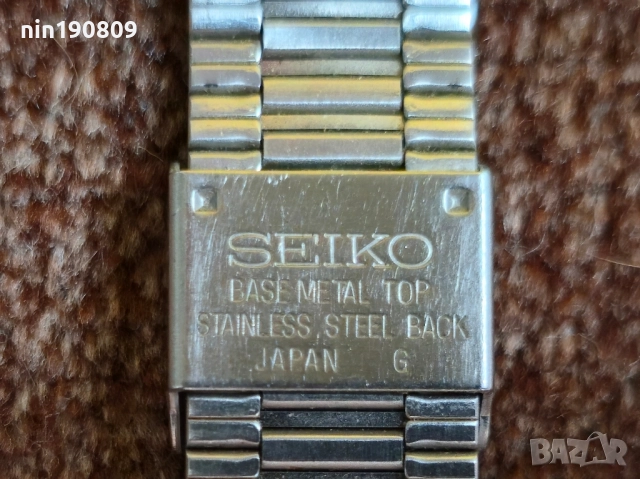 nin190809
SEIKO
BASE METAL TOP
STAINLESS STEEL BACK
JAPAN G
BAZAR